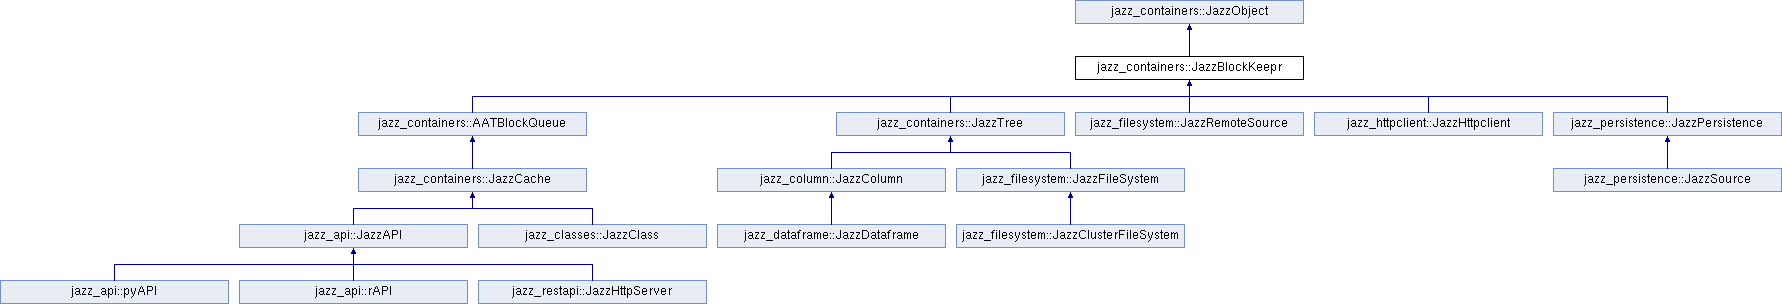 jazz_containers::JazzObject
jazz_containers::JazzBlockKeepr
jazz_containers::AATBlockQueue
jazz_containers::JazzTree
jazz_filesystem::JazzRemoteSource
jazz_httpclient::JazzHttpclient
jazz_persistence::JazzPersistence
jazz_containers::JazzCache
jazz_column::JazzColumn
jazz_filesystem::JazzFileSystem
jazz_persistence::JazzSource
jazz_api::JazzAPI
jazz_classes::JazzClass
jazz_dataframe::JazzDataframe
jazz_filesystem::JazzClusterFileSystem
jazz_api::pyAPI
jazz_api::rAPI
jazz_restapi::JazzHttpServer